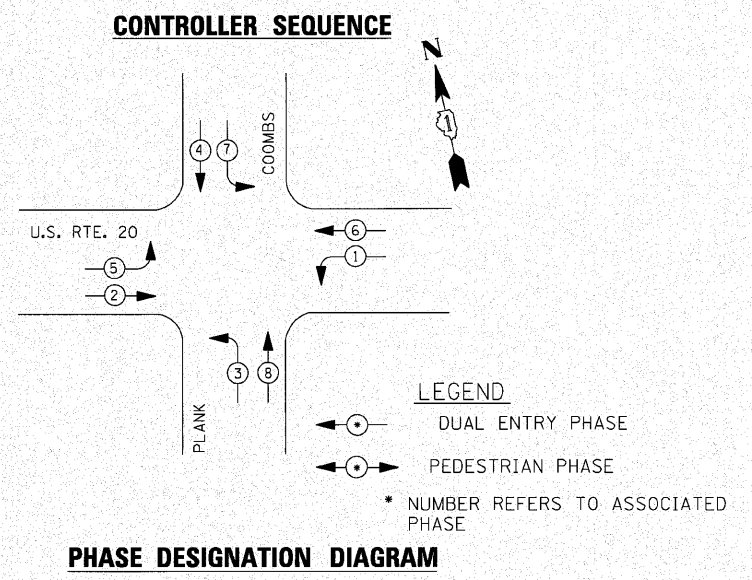 CONTROLLER SEQUENCE
N
1
4 7
COOMBS
U.S. RTE. 20
6
5
1
2
3 8
PLANK
LEGEND
* DUAL ENTRY PHASE
* PEDESTRIAN PHASE
* NUMBER REFERS TO ASSOCIATED
PHASE
PHASE DESIGNATION DIAGRAM